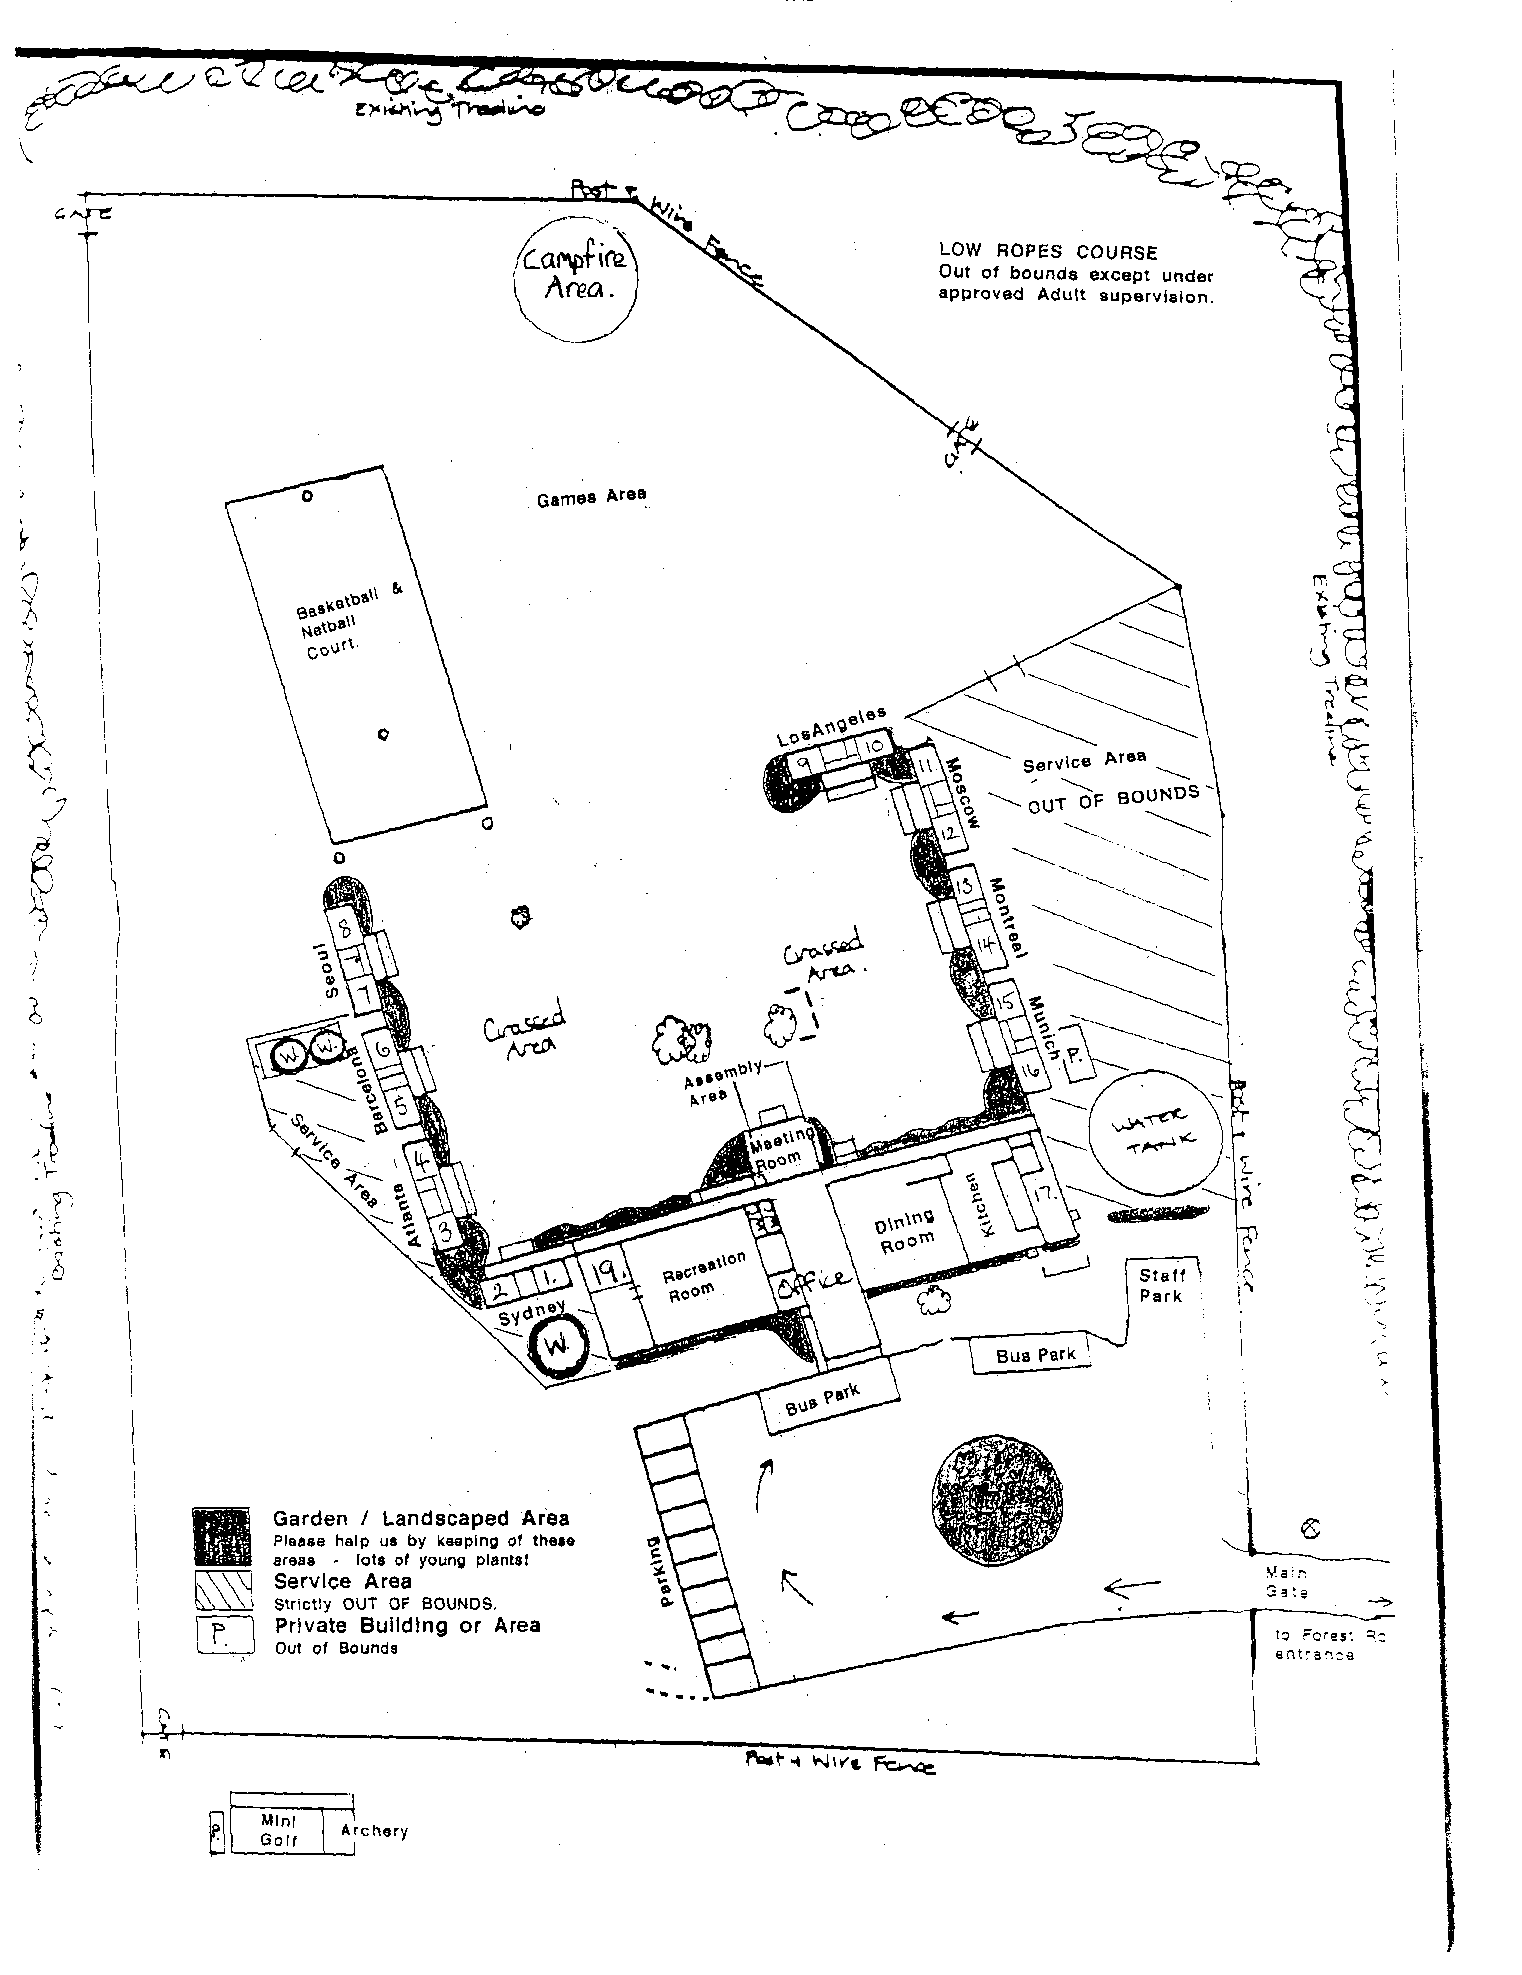 Existing Treeline
Post + Wire Fence
GATE
Campfire
Area.
LOW ROPES COURSE
Out of bounds except under
approved Adult supervision.
GATE
Games Area
Basketball &
Netball
Court.
Existing Treeline
LosAngeles
9
10
11
Moscow
12
Service Area
OUT OF BOUNDS
13
Montreal
14
Grassed
Area.
Seoul
8
P.
7
15
Munich
16
P.
Grassed
Area
W.
W.
6
Barcelona
5
Assembly
Area
Service Area
4
Atlanta
3
Meeting
Room
WATER
TANK
Post + Wire Fence
Existing Treeline
17.
Kitchen
Dining
Room
Recreation
Room
Office
19.
1.
2
Sydney
W.
Staff
Park
Bus Park
Bus Park
Parking
Garden / Landscaped Area
Please help us by keeping of these
areas - lots of young plants!
Service Area
Strictly OUT OF BOUNDS.
P.
Private Building or Area
Out of Bounds
Main
Gate
to Forest Rd
entrance
GATE
Post + Wire Fence
P.
Mini
Golf
Archery